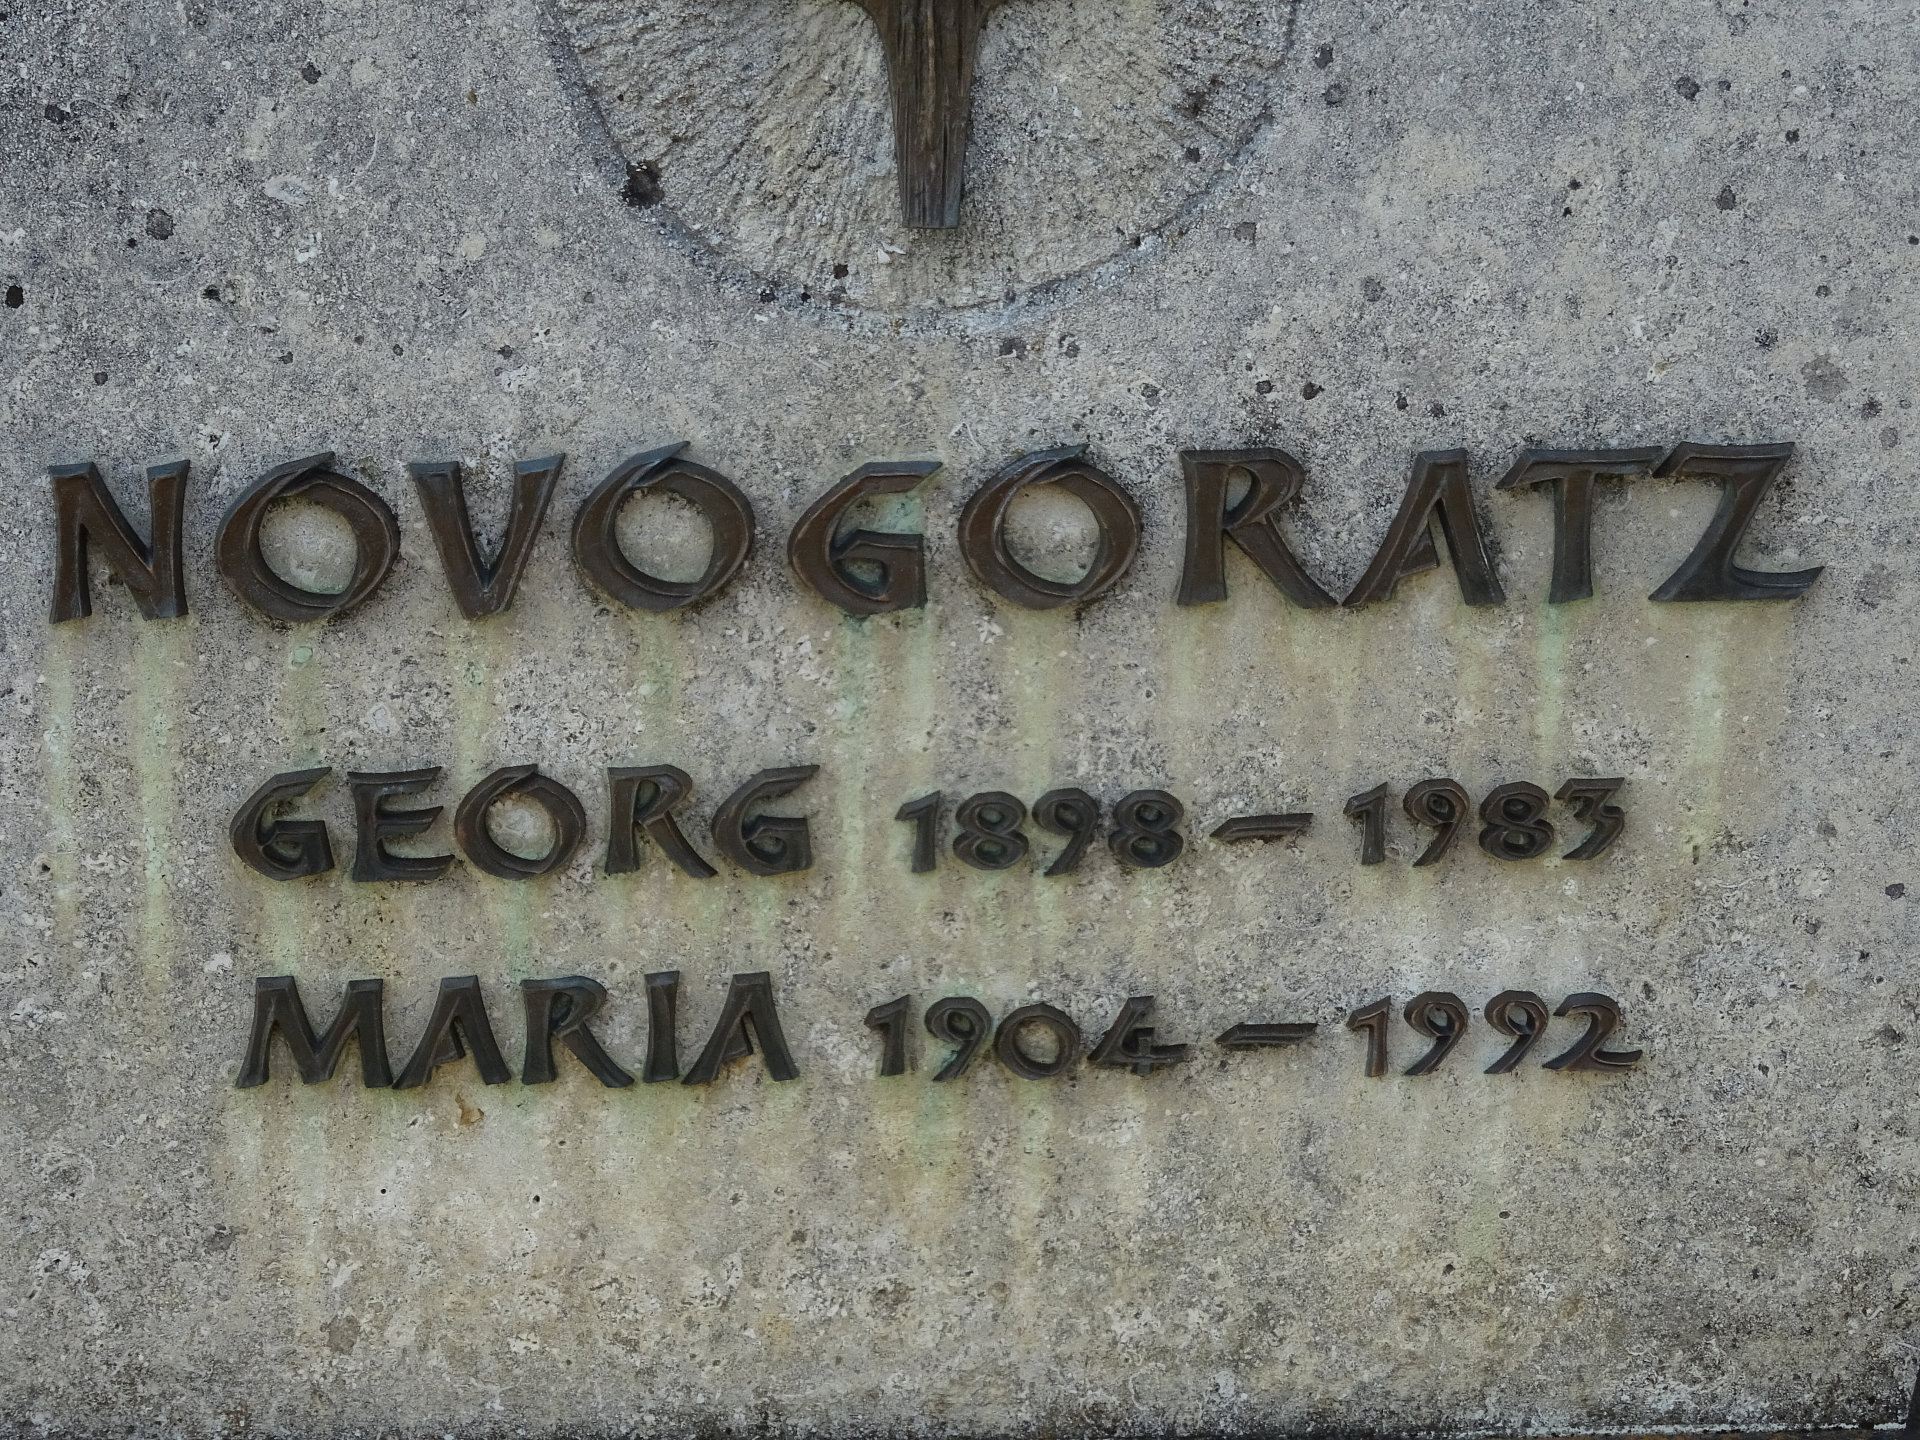 NOVOGORATZ
GEORG 1898 – 1983
MARIA 1904 – 1992